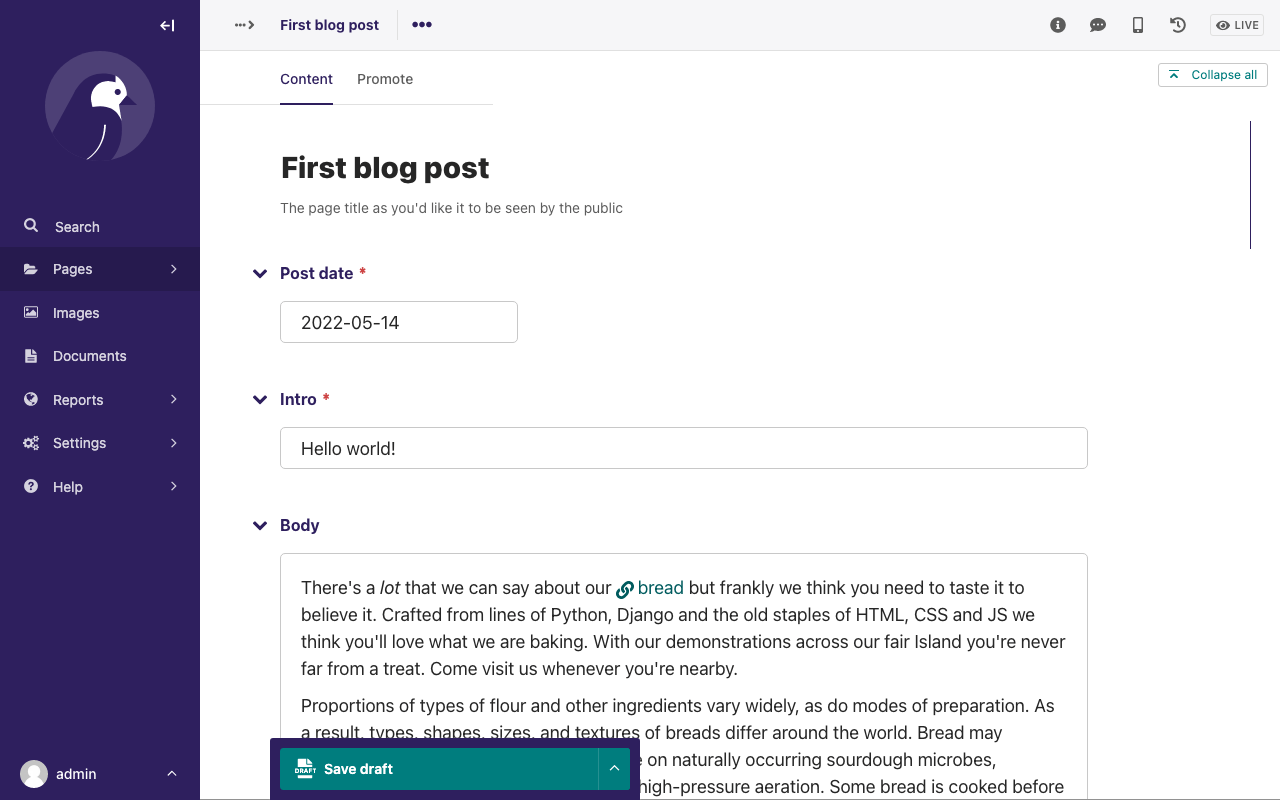 First blog post
LIVE
Content
Promote
Collapse all
First blog post
The page title as you'd like it to be seen by the public
Search
Pages
Images
Documents
Reports
Settings
Help
admin
Post date *
2022-05-14
Intro *
Hello world!
Body
There's a lot that we can say about our bread but frankly we think you need to taste it to
believe it. Crafted from lines of Python, Django and the old staples of HTML, CSS and JS we
think you'll love what we are baking. With our demonstrations across our fair Island you're never
far from a treat. Come visit us whenever you're nearby.
Proportions of types of flour and other ingredients vary widely, as do modes of preparation. As
a result, types, shapes, sizes, and textures of breads differ around the world. Bread may
on naturally occurring sourdough microbes,
high-pressure aeration. Some bread is cooked before
DRAFT
Save draft